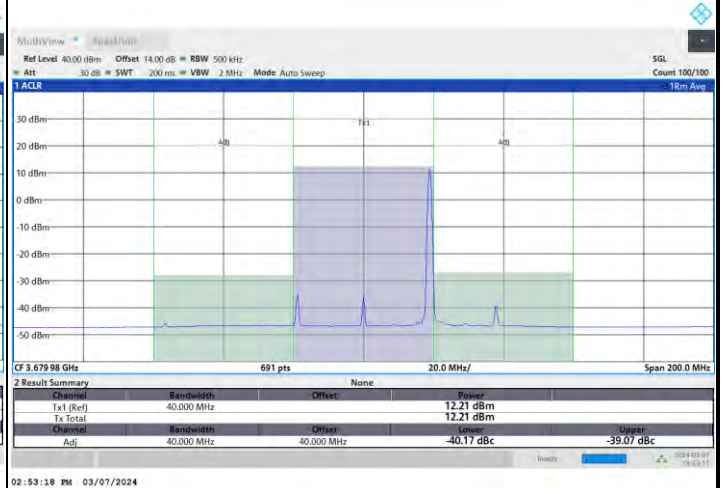 MultiView Spectrum
Ref Level 40.00 dBm Offset 14.00 dB RBW 500 kHz SGL
Att 30 dB SWT 200 ms VBW 2 MHz Mode Auto Sweep Count 100/100
1 ACLR 1Rm Avg
30 dBm
Tx1
20 dBm Adj Adj
10 dBm
0 dBm
-10 dBm
-20 dBm
-30 dBm
-40 dBm
-50 dBm
CF 3.679 98 GHz 691 pts 20.0 MHz/ Span 200.0 MHz
2 Result Summary None
Channel Bandwidth Offset Power
Tx1 (Ref) 40.000 MHz 12.21 dBm
Tx Total 12.21 dBm
Channel Bandwidth Offset Lower Upper
Adj 40.000 MHz 40.000 MHz -40.17 dBc -39.07 dBc
Ready 2024-03-07
02:53:18 PM 03/07/2024